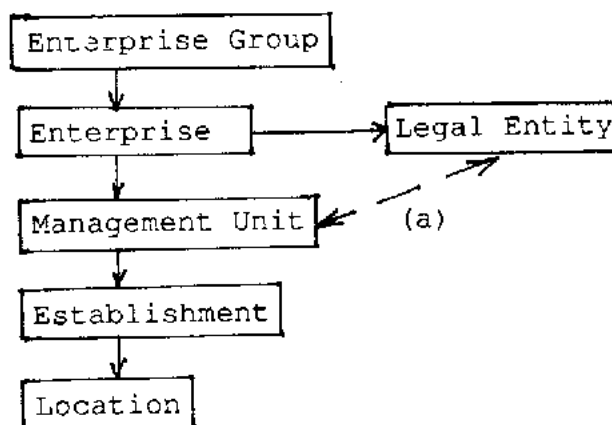 Enterprise Group
Enterprise
Legal Entity
Management Unit
(a)
Establishment
Location